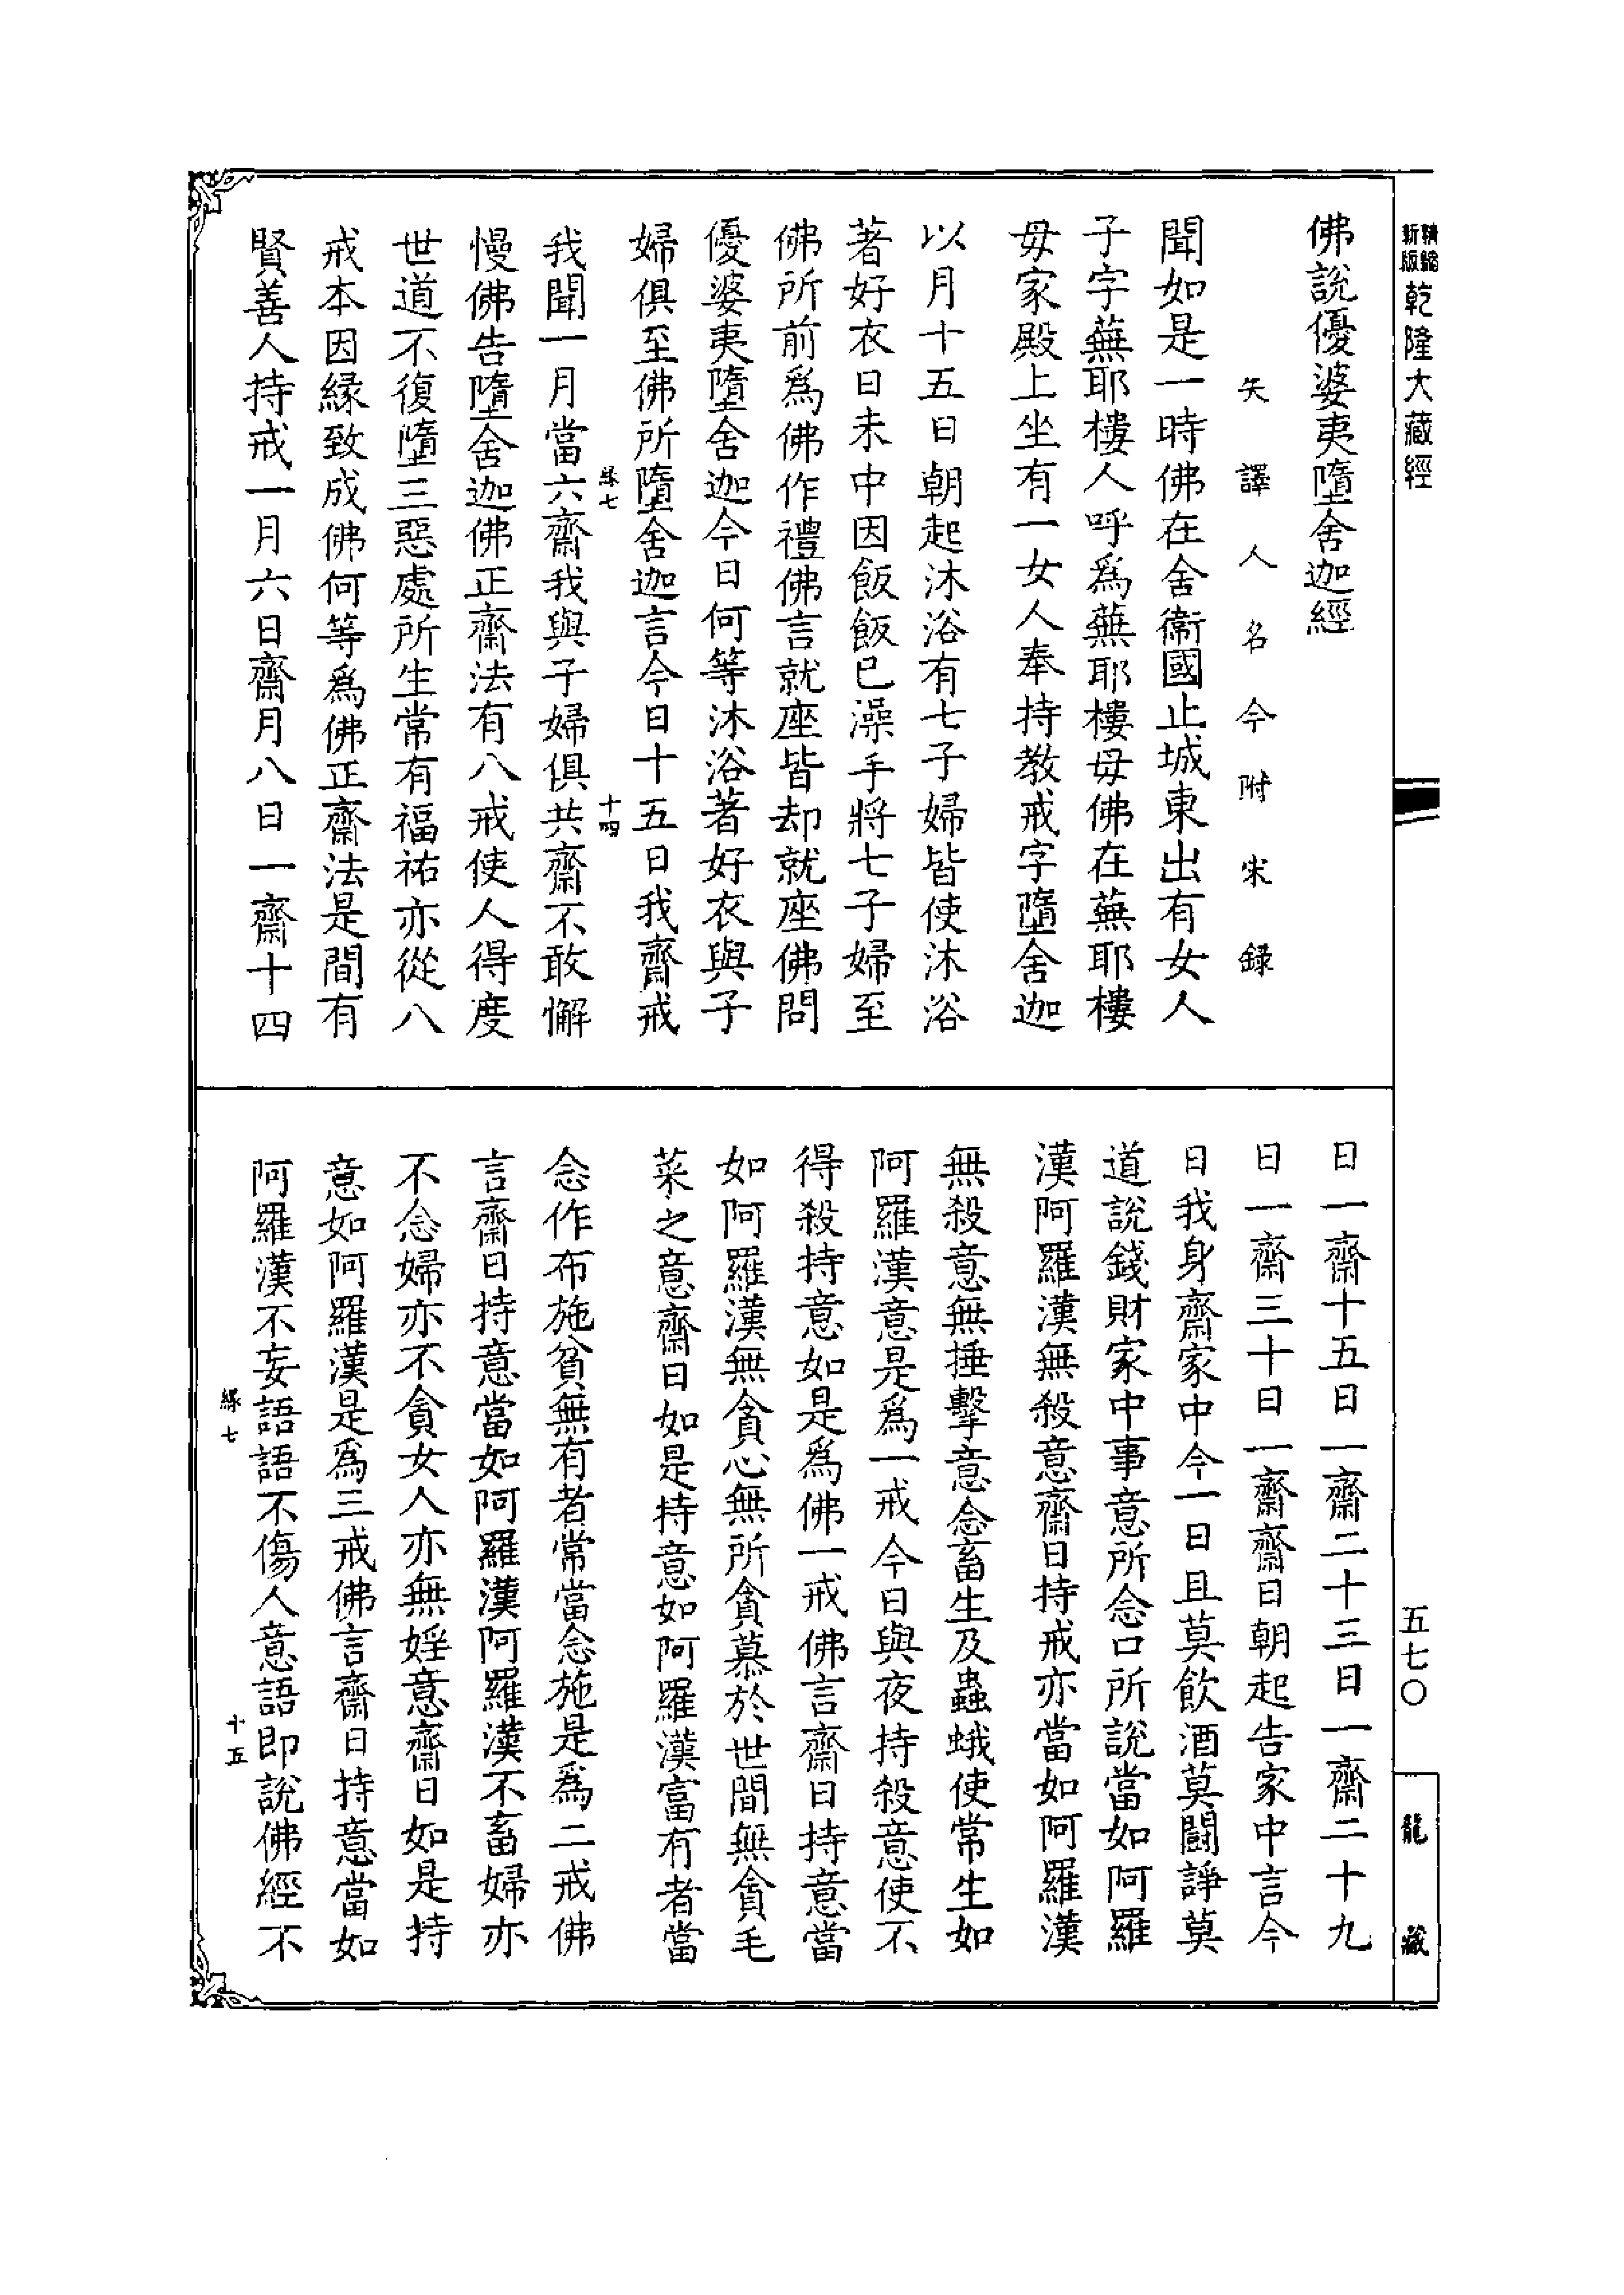 精縮新版乾隆大藏經
佛說優婆夷墮舍迦經
失譯人名今附宋錄
聞如是一時佛在舍衞國止城東出有女人
子字蕪耶樓人呼爲蕪耶樓母佛在蕪耶樓
母家殿上坐有一女人奉持教戒字墮舍迦
以月十五日朝起沐浴有七子婦皆使沐浴
著好衣日未中因飯飯已澡手將七子婦至
佛所前爲佛作禮佛言就座皆却就座佛問
優婆夷墮舍迦今日何等沐浴著好衣與子
婦俱至佛所墮舍迦言今日十五日我齋戒
緣七 十四
我聞一月當六齋我與子婦俱共齋不敢懈
慢佛告墮舍迦佛正齋法有八戒使人得度
世道不復墮三惡處所生常有福祐亦從八
戒本因緣致成佛何等爲佛正齋法是間有
賢善人持戒一月六日齋月八日一齋十四
日一齋十五日一齋二十三日一齋二十九
日一齋三十日一齋齋日朝起告家中言今
日我身齋家中今一日且莫飲酒莫鬪諍莫
道說錢財家中事意所念口所說當如阿羅
漢阿羅漢無殺意齋日持戒亦當如阿羅漢
無殺意無捶擊意念畜生及蟲蛾使常生如
阿羅漢意是爲一戒今日與夜持殺意使不
得殺持意如是爲佛一戒佛言齋日持意當
如阿羅漢無貪心無所貪慕於世間無貪毛
菜之意齋日如是持意如阿羅漢富有者當
念作布施貧無有者常當念施是爲二戒佛
言齋日持意當如阿羅漢阿羅漢不畜婦亦
不念婦亦不貪女人亦無婬意齋日如是持
意如阿羅漢是爲三戒佛言齋日持意當如
阿羅漢不妄語語不傷人意語即說佛經不
緣七 十五
五七〇
龍藏